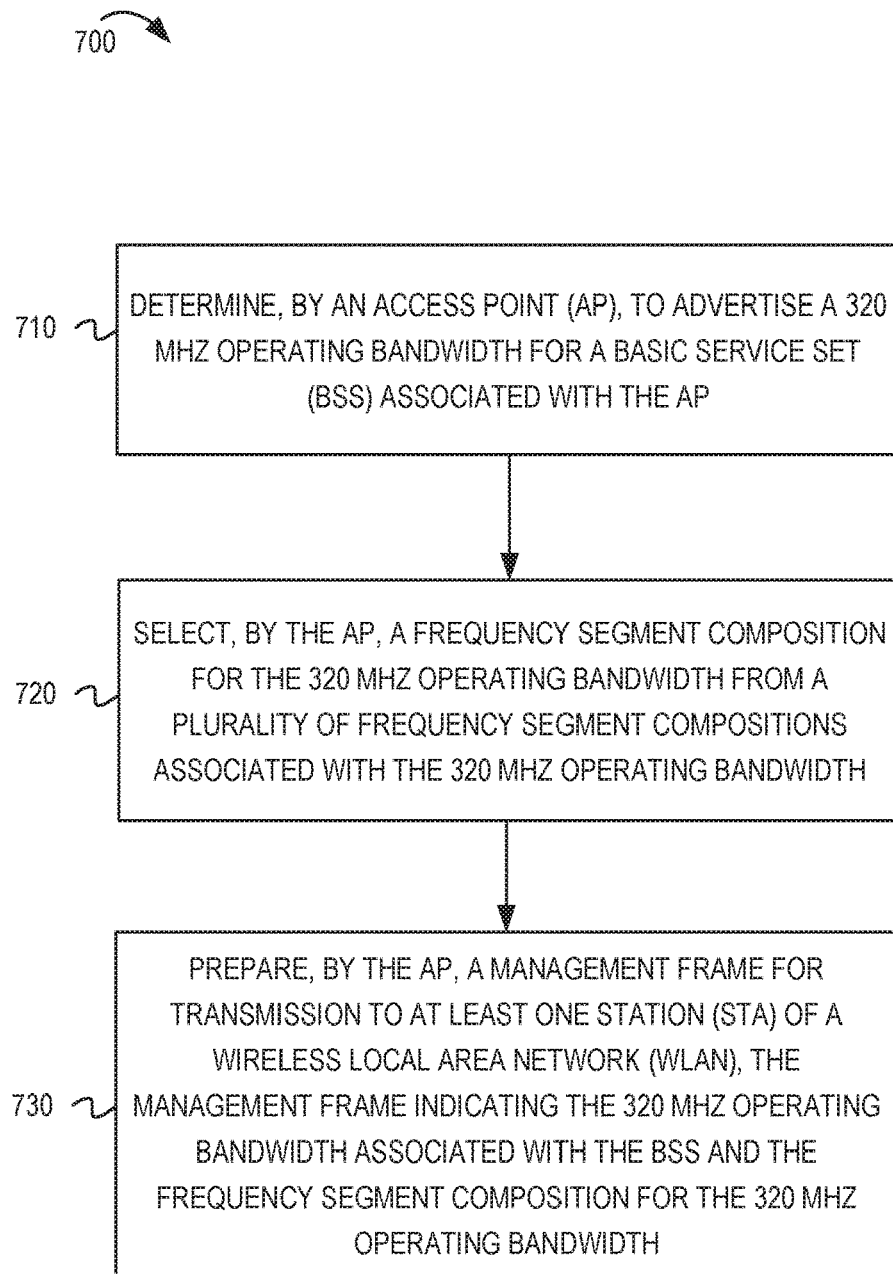 700
710
DETERMINE, BY AN ACCESS POINT (AP), TO ADVERTISE A 320
MHZ OPERATING BANDWIDTH FOR A BASIC SERVICE SET
(BSS) ASSOCIATED WITH THE AP
720
SELECT, BY THE AP, A FREQUENCY SEGMENT COMPOSITION
FOR THE 320 MHZ OPERATING BANDWIDTH FROM A
PLURALITY OF FREQUENCY SEGMENT COMPOSITIONS
ASSOCIATED WITH THE 320 MHZ OPERATING BANDWIDTH
730
PREPARE, BY THE AP, A MANAGEMENT FRAME FOR
TRANSMISSION TO AT LEAST ONE STATION (STA) OF A
WIRELESS LOCAL AREA NETWORK (WLAN), THE
MANAGEMENT FRAME INDICATING THE 320 MHZ OPERATING
BANDWIDTH ASSOCIATED WITH THE BSS AND THE
FREQUENCY SEGMENT COMPOSITION FOR THE 320 MHZ
OPERATING BANDWIDTH